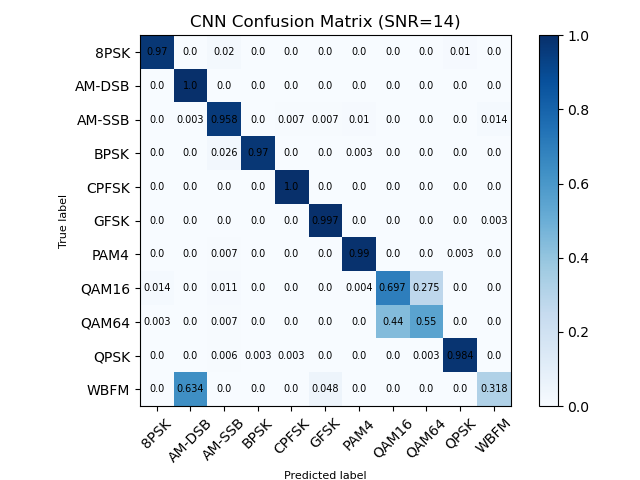 CNN Confusion Matrix (SNR=14)
8PSK 0.97 0.0 0.02 0.0 0.0 0.0 0.0 0.0 0.0 0.01 0.0
AM-DSB 0.0 1.0 0.0 0.0 0.0 0.0 0.0 0.0 0.0 0.0 0.0
AM-SSB 0.0 0.003 0.958 0.0 0.007 0.007 0.01 0.0 0.0 0.0 0.014
BPSK 0.0 0.0 0.026 0.97 0.0 0.0 0.003 0.0 0.0 0.0 0.0
CPFSK 0.0 0.0 0.0 0.0 1.0 0.0 0.0 0.0 0.0 0.0 0.0
GFSK 0.0 0.0 0.0 0.0 0.0 0.997 0.0 0.0 0.0 0.0 0.003
PAM4 0.0 0.0 0.007 0.0 0.0 0.0 0.99 0.0 0.0 0.003 0.0
QAM16 0.014 0.0 0.011 0.0 0.0 0.0 0.004 0.697 0.275 0.0 0.0
QAM64 0.003 0.0 0.007 0.0 0.0 0.0 0.0 0.44 0.55 0.0 0.0
QPSK 0.0 0.0 0.006 0.003 0.003 0.0 0.0 0.0 0.003 0.984 0.0
WBFM 0.0 0.634 0.0 0.0 0.0 0.048 0.0 0.0 0.0 0.0 0.318
8PSK AM-DSB AM-SSB BPSK CPFSK GFSK PAM4 QAM16 QAM64 QPSK WBFM
True label
Predicted label
1.0
0.8
0.6
0.4
0.2
0.0